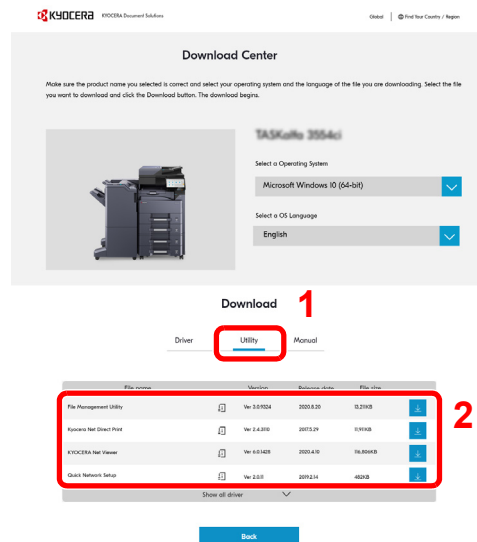 KYOCERA KYOCERA Document Solutions Global Find Your Country / Region
Download Center
Make sure the product name you selected is correct and select your operating system and the language of the file you are downloading. Select the file
you want to download and click the Download button. The download begins.
TASKalfa 3554ci
Select a Operating System
Microsoft Windows 10 (64-bit)
Select a OS Language
English
Download 1
Driver Utility Manual
File name Version Release date File size
File Management Utility Ver 3.0.9324 2020.8.20 13,211KB
2
Kyocera Net Direct Print Ver 2.4.3110 2017.5.29 11,911KB
KYOCERA Net Viewer Ver 6.0.1428 2020.4.10 116,806KB
Quick Network Setup Ver 2.0.11 2019.2.14 482KB
Show all driver
Back